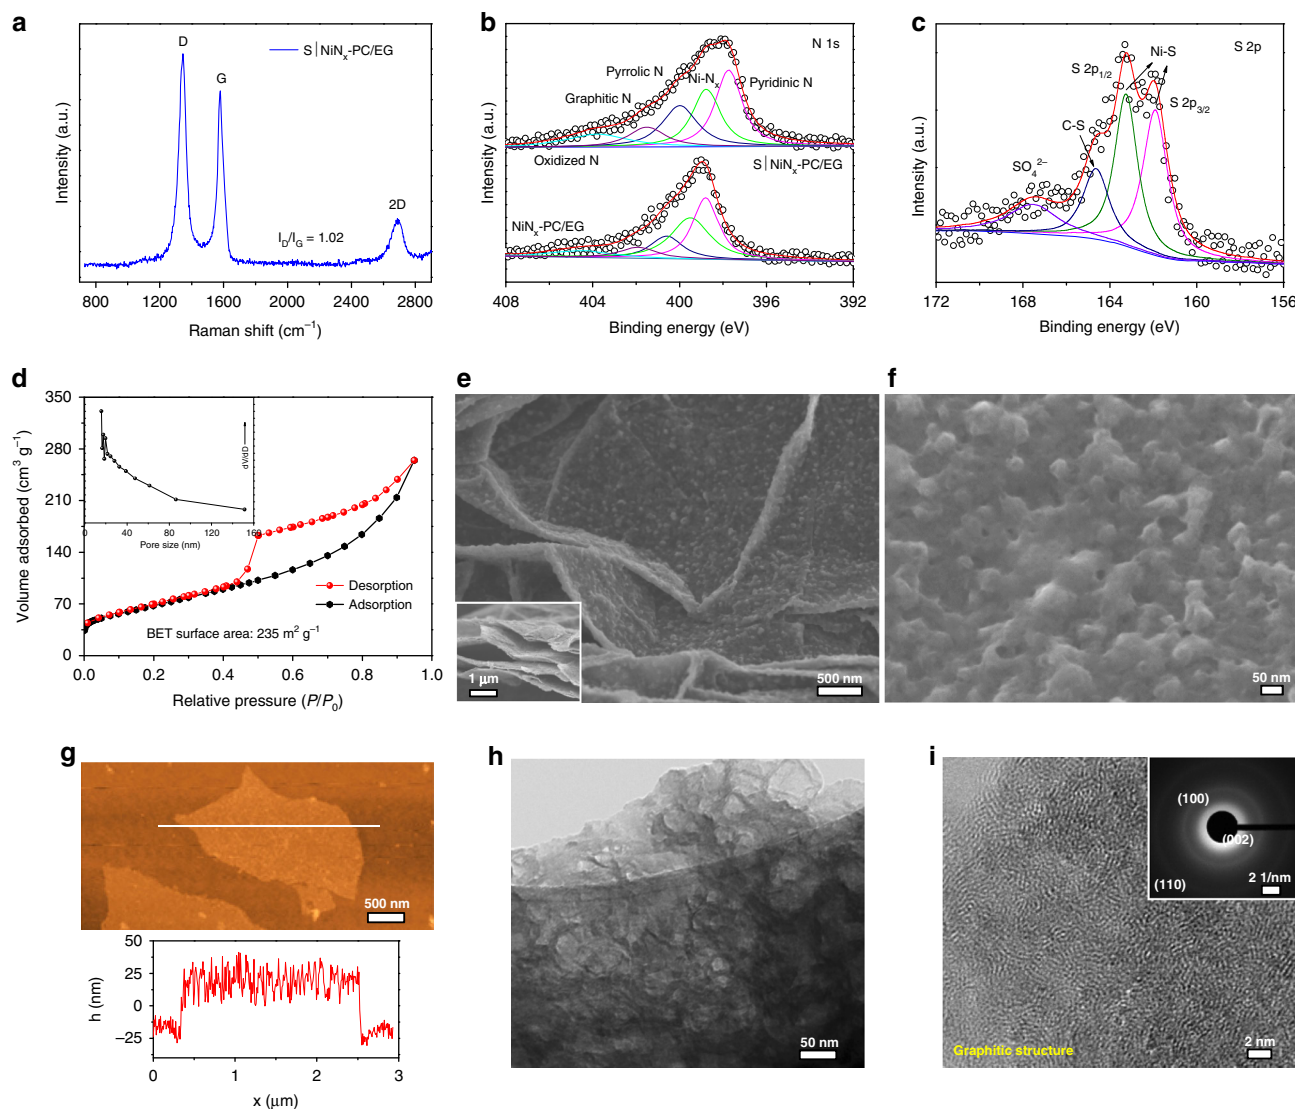 a
D
G
2D
S | NiNₓ-PC/EG
I_D/I_G = 1.02
Intensity (a.u.)
800 1200 1600 2000 2400 2800
Raman shift (cm⁻¹)
b
N 1s
Pyrrolic N
Ni-Nₓ
Pyridinic N
Graphitic N
Oxidized N
S | NiNₓ-PC/EG
NiNₓ-PC/EG
Intensity (a.u.)
408 404 400 396 392
Binding energy (eV)
c
S 2p
Ni-S
S 2p₁/₂
S 2p₃/₂
C-S
SO₄²⁻
Intensity (a.u.)
172 168 164 160 156
Binding energy (eV)
d
350
280
210
140
70
0
Volume adsorbed (cm³ g⁻¹)
dV/dD
0 40 80 120 160
Pore size (nm)
Desorption
Adsorption
BET surface area: 235 m² g⁻¹
0.0 0.2 0.4 0.6 0.8 1.0
Relative pressure (P/P₀)
e
1 μm
500 nm
f
50 nm
g
500 nm
50
25
0
−25
h (nm)
0 1 2 3
x (μm)
h
50 nm
i
(100)
(002)
(110)
2 1/nm
Graphitic structure
2 nm